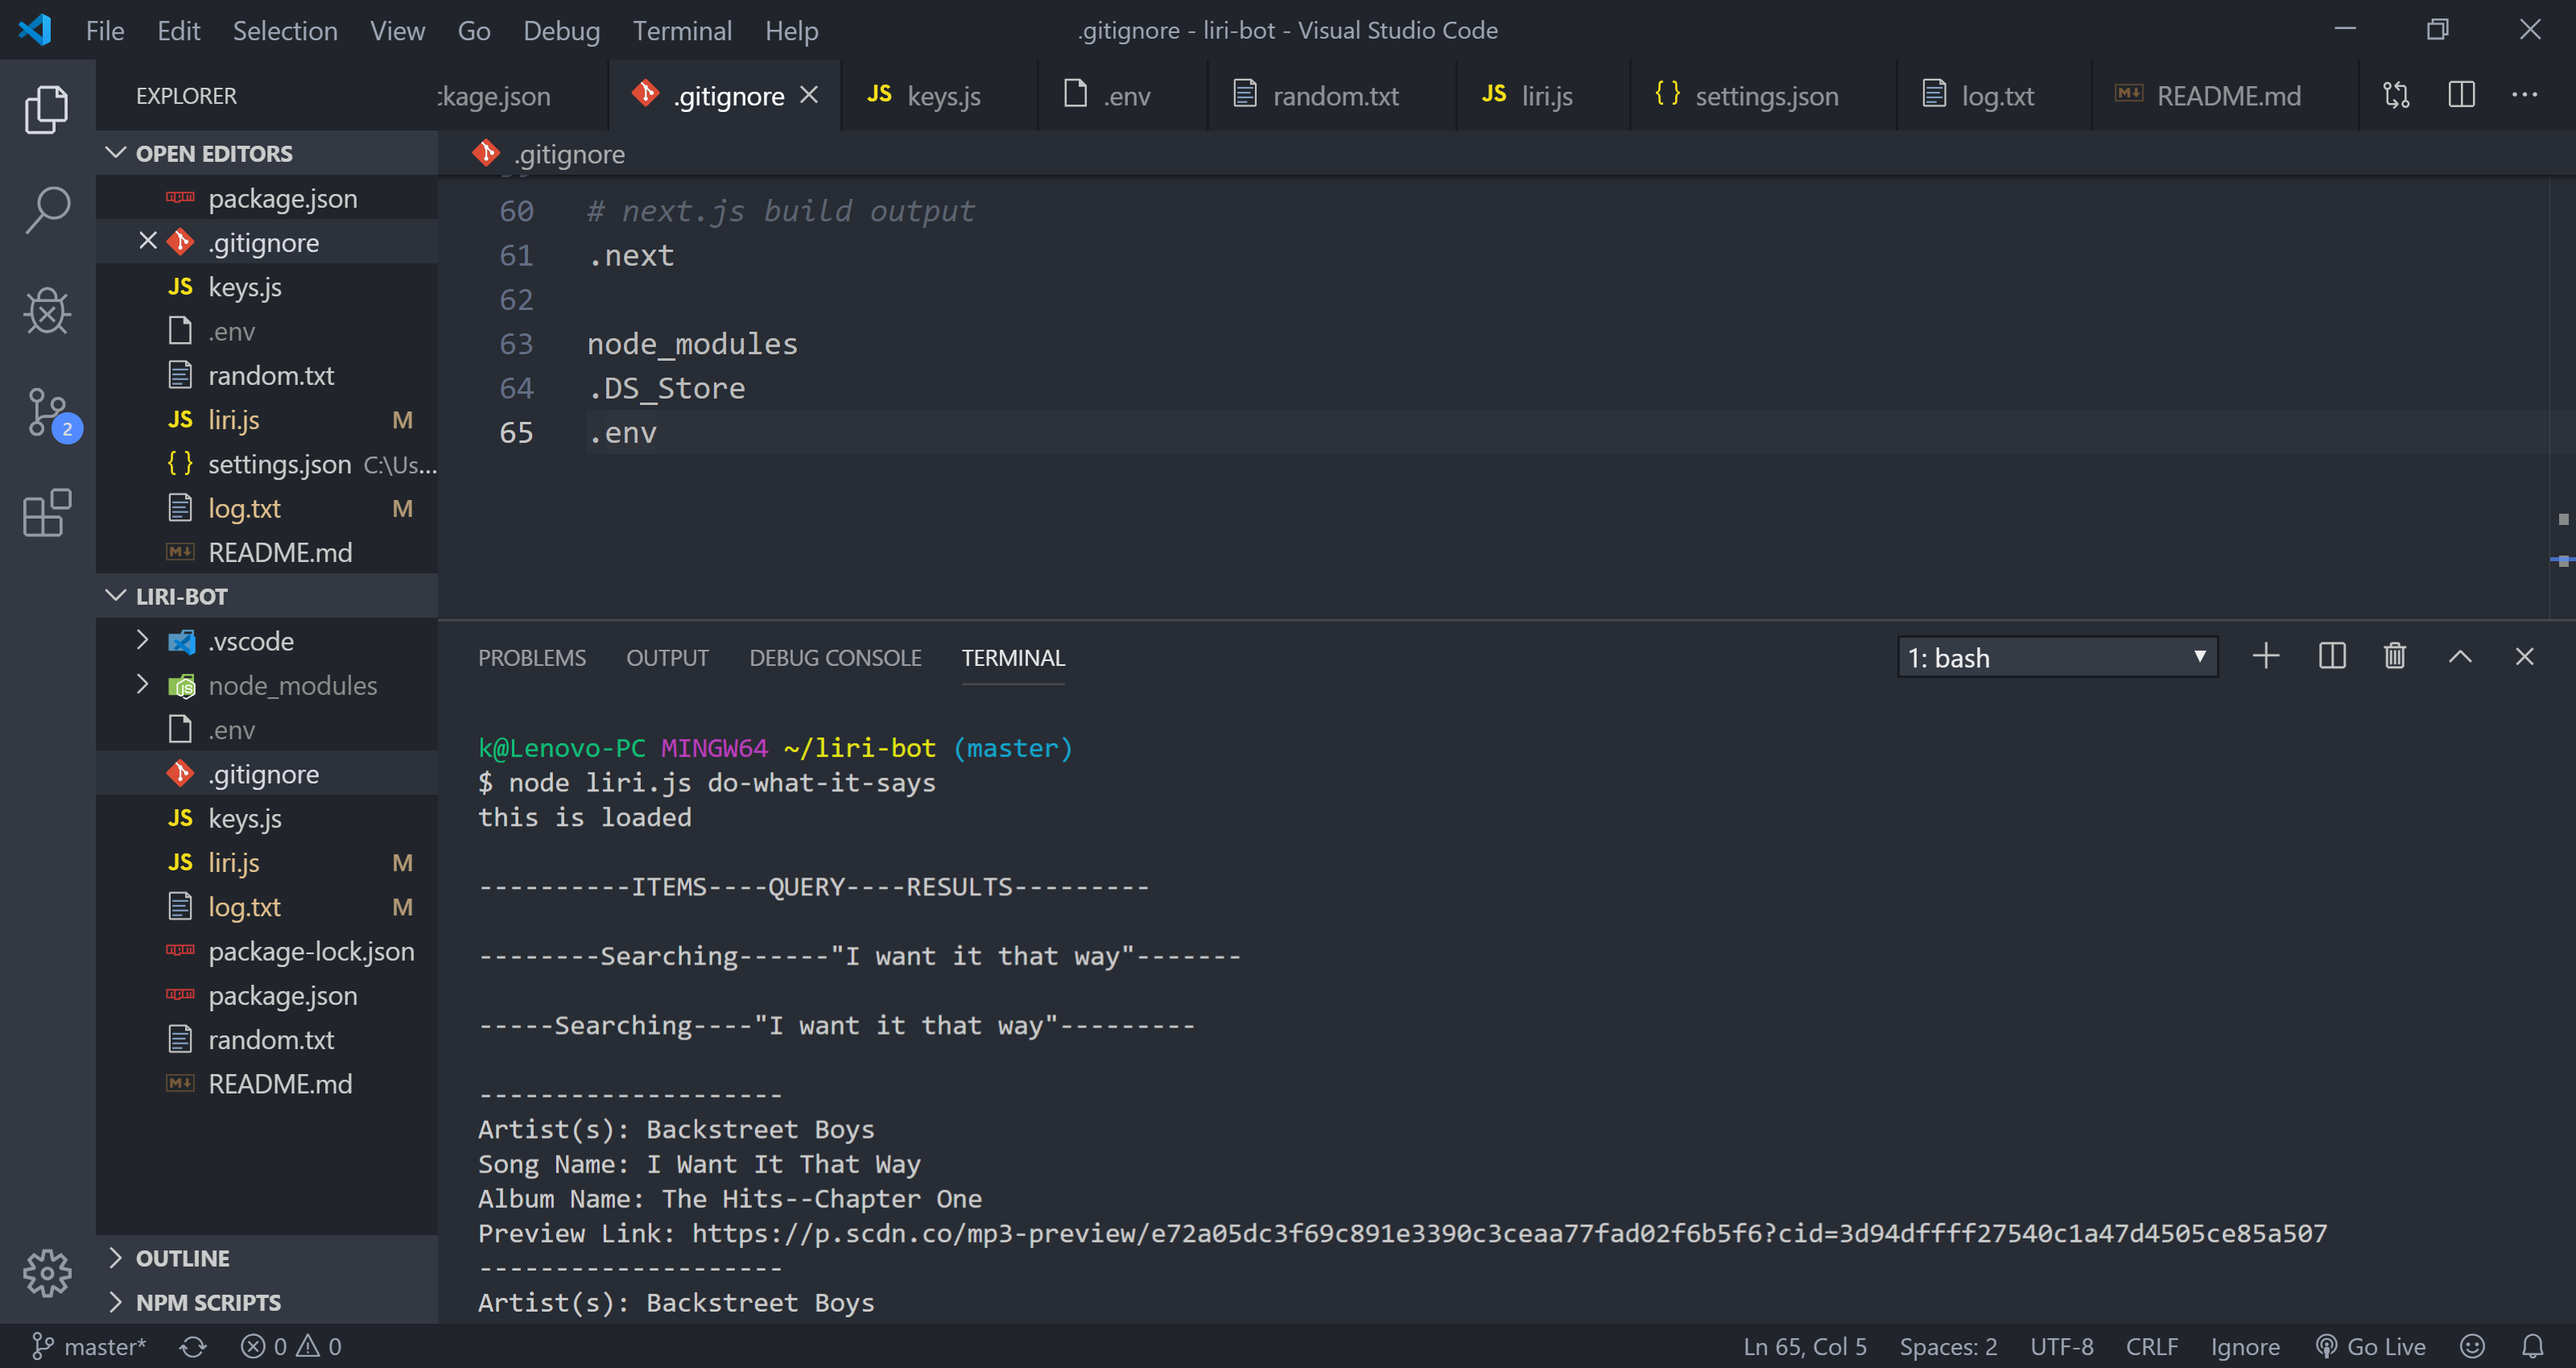 File Edit Selection View Go Debug Terminal Help .gitignore - liri-bot - Visual Studio Code
EXPLORER
ckage.json .gitignore JS keys.js .env random.txt JS liri.js {} settings.json log.txt README.md
OPEN EDITORS
package.json
.gitignore
JS keys.js
.env
random.txt
JS liri.js M
{} settings.json C:\Us...
log.txt M
README.md
LIRI-BOT
.vscode
node_modules
.env
.gitignore
JS keys.js
JS liri.js M
log.txt M
package-lock.json
package.json
random.txt
README.md
OUTLINE
NPM SCRIPTS
2
.gitignore
60 # next.js build output
61 .next
62
63 node_modules
64 .DS_Store
65 .env
PROBLEMS OUTPUT DEBUG CONSOLE TERMINAL 1: bash
k@Lenovo-PC MINGW64 ~/liri-bot (master)
$ node liri.js do-what-it-says
this is loaded
----------ITEMS----QUERY----RESULTS---------
--------Searching------"I want it that way"-------
-----Searching----"I want it that way"---------
--------------------
Artist(s): Backstreet Boys
Song Name: I Want It That Way
Album Name: The Hits--Chapter One
Preview Link: https://p.scdn.co/mp3-preview/e72a05dc3f69c891e3390c3ceaa77fad02f6b5f6?cid=3d94dffff27540c1a47d4505ce85a507
--------------------
Artist(s): Backstreet Boys
master* 0 0 Ln 65, Col 5 Spaces: 2 UTF-8 CRLF Ignore Go Live